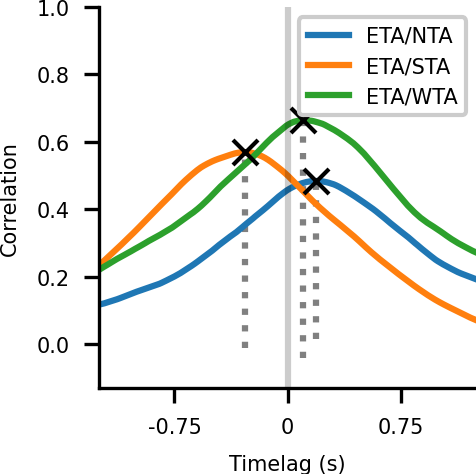 1.0
0.8
0.6
0.4
0.2
0.0
Correlation
ETA/NTA
ETA/STA
ETA/WTA
-0.75
0
0.75
Timelag (s)